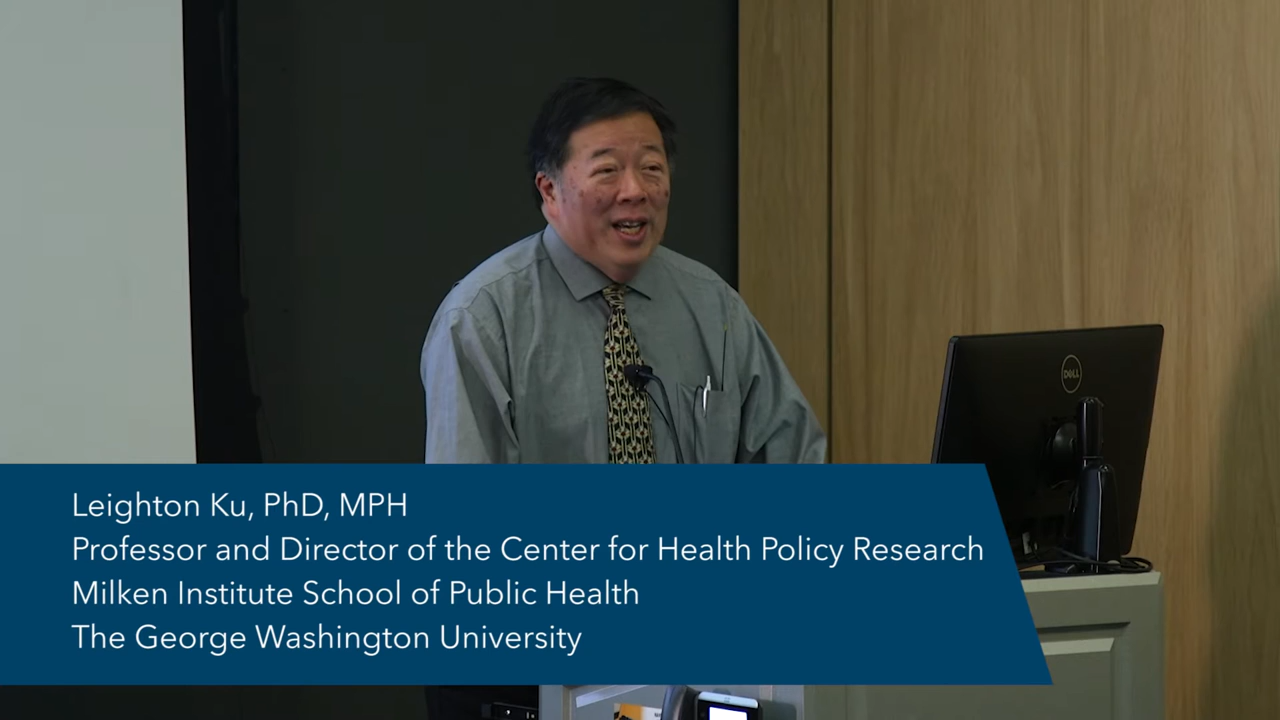 DELL
Leighton Ku, PhD, MPH
Professor and Director of the Center for Health Policy Research
Milken Institute School of Public Health
The George Washington University